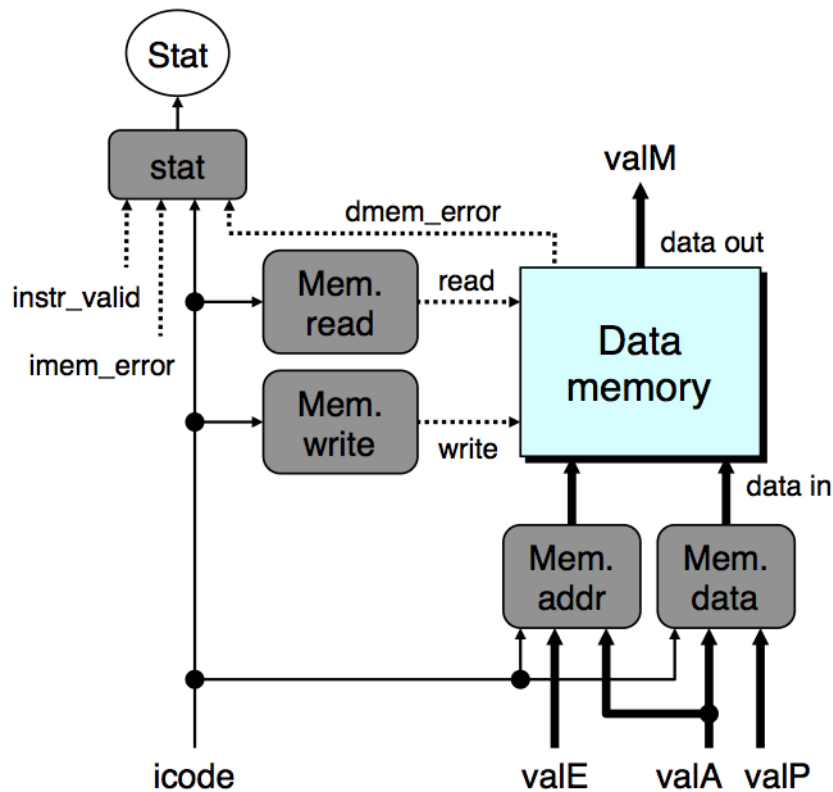 Stat
stat
valM
dmem_error
data out
instr_valid
Mem.
read
read
imem_error
Data
memory
Mem.
write
write
data in
Mem.
addr
Mem.
data
icode
valE
valA
valP